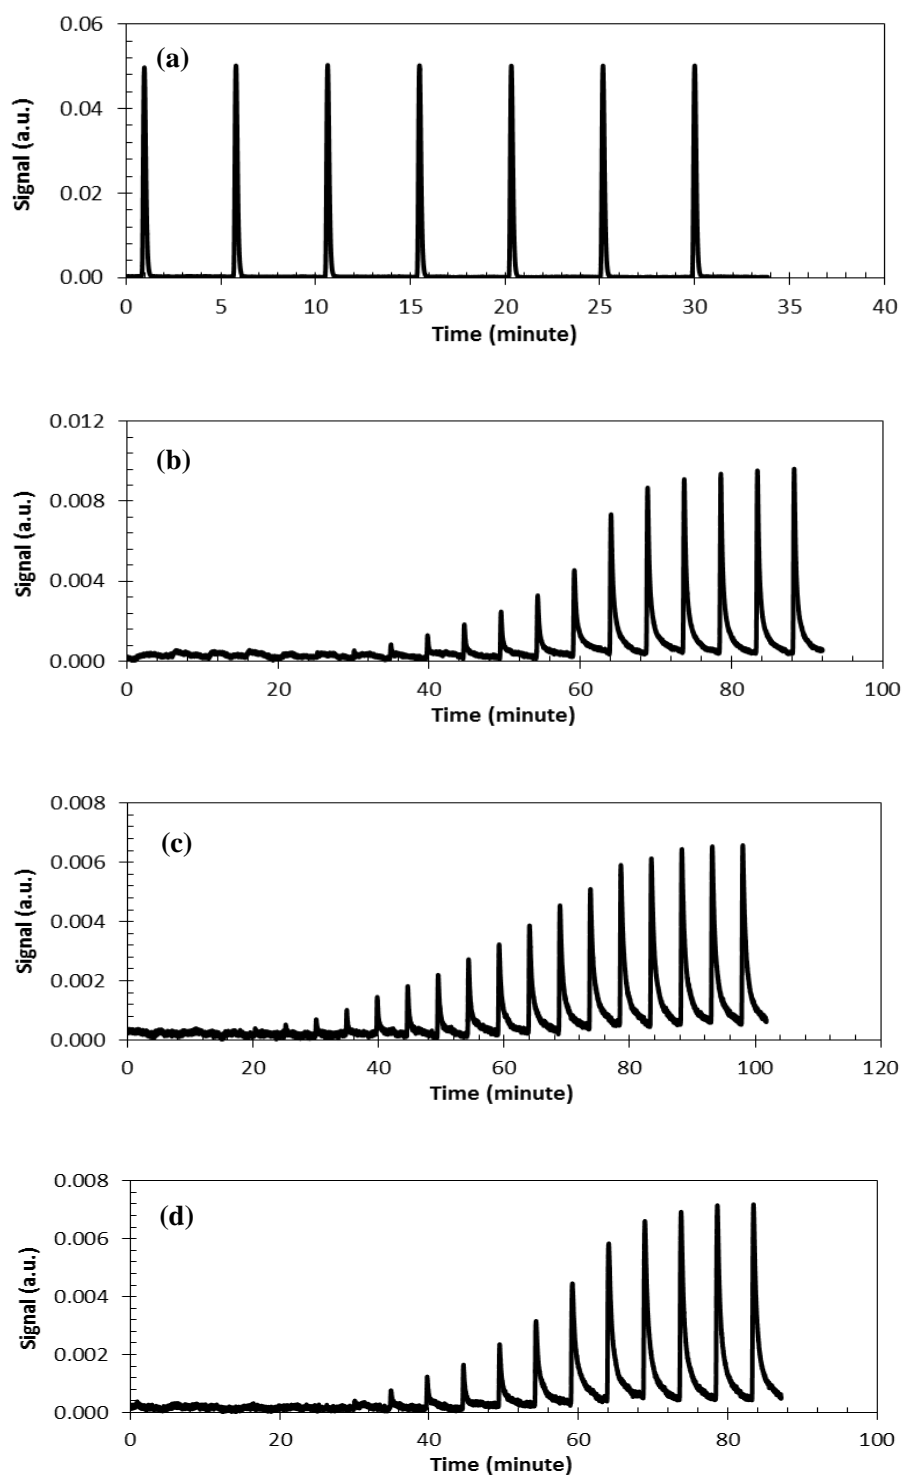 0.06
(a)
0.04
Signal (a.u.)
0.02
0.00
0 5 10 15 20 25 30 35 40
Time (minute)
0.012
(b)
0.008
Signal (a.u.)
0.004
0.000
0 20 40 60 80 100
Time (minute)
0.008
(c)
0.006
Signal (a.u.)
0.004
0.002
0.000
0 20 40 60 80 100 120
Time (minute)
0.008
(d)
0.006
Signal (a.u.)
0.004
0.002
0.000
0 20 40 60 80 100
Time (minute)